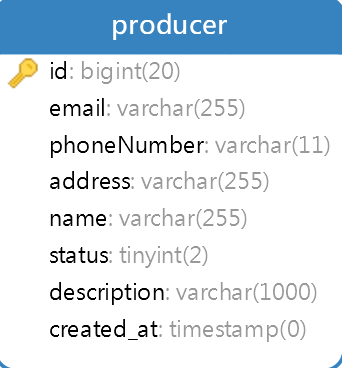 producer
id: bigint(20)
email: varchar(255)
phoneNumber: varchar(11)
address: varchar(255)
name: varchar(255)
status: tinyint(2)
description: varchar(1000)
created_at: timestamp(0)